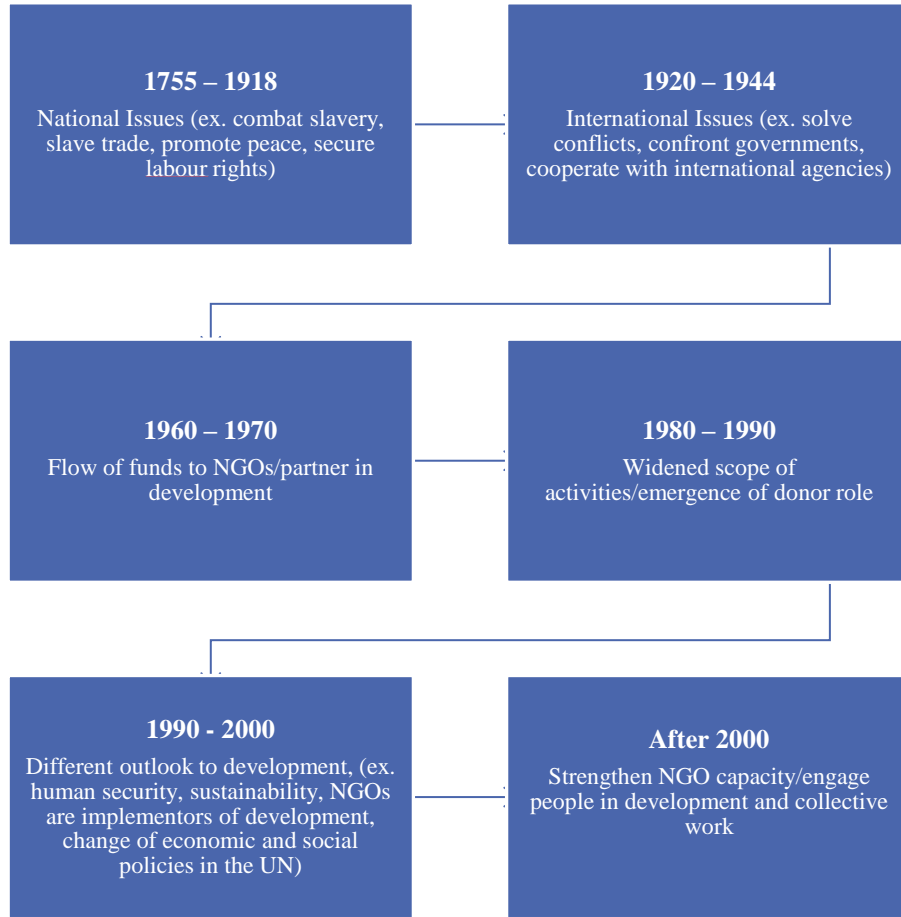 1755 – 1918
National Issues (ex. combat slavery,
slave trade, promote peace, secure
labour rights)
1920 – 1944
International Issues (ex. solve
conflicts, confront governments,
cooperate with international agencies)
1960 – 1970
Flow of funds to NGOs/partner in
development
1980 – 1990
Widened scope of
activities/emergence of donor role
1990 - 2000
Different outlook to development, (ex.
human security, sustainability, NGOs
are implementors of development,
change of economic and social
policies in the UN)
After 2000
Strengthen NGO capacity/engage
people in development and collective
work